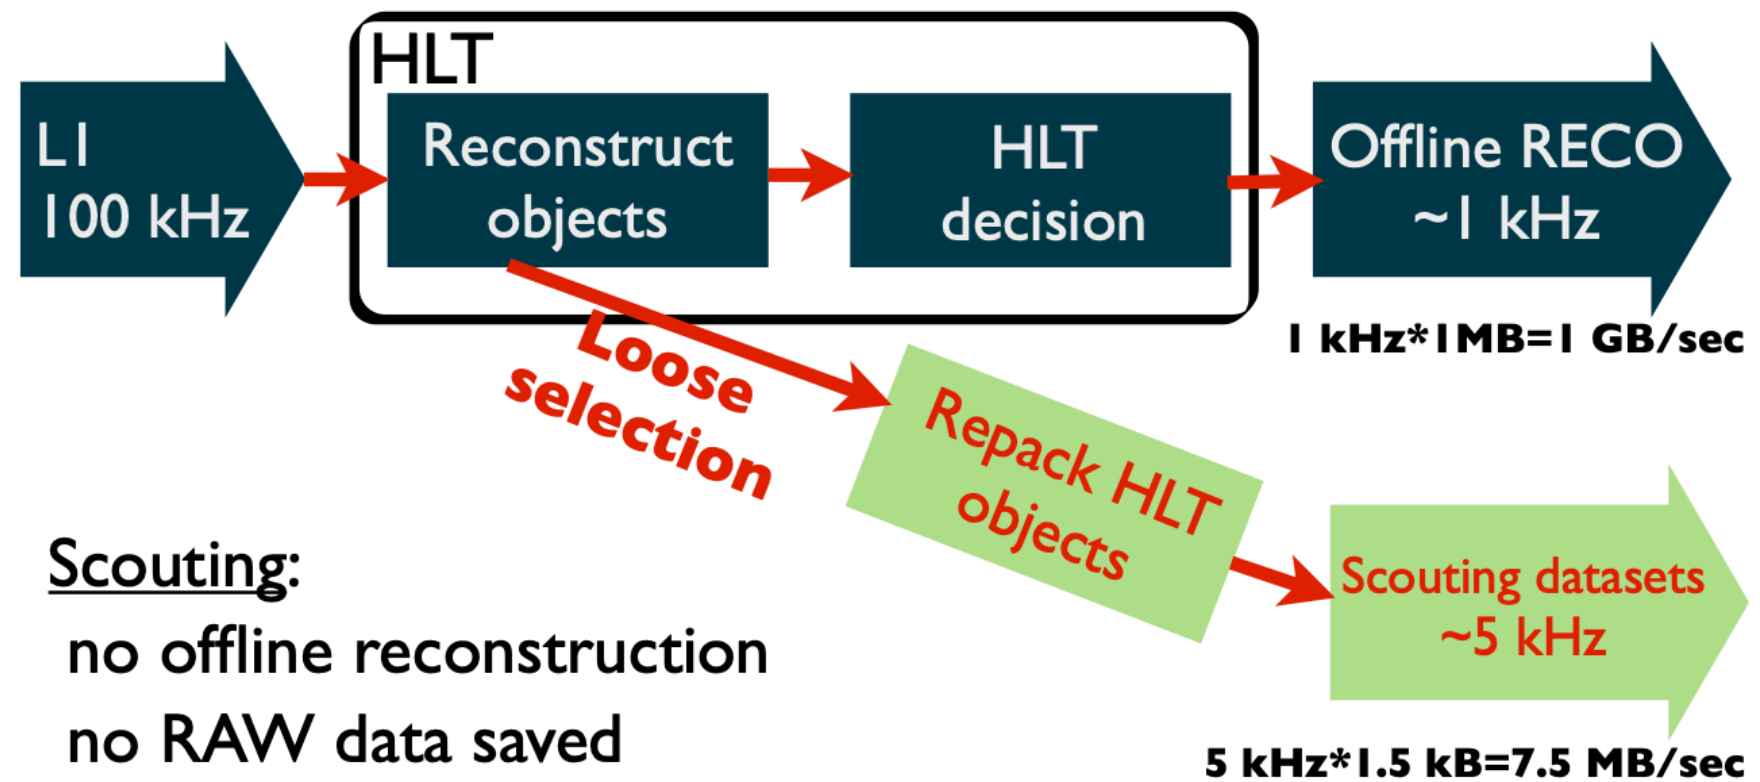 HLT
L1
100 kHz
Reconstruct
objects
HLT
decision
Offline RECO
~1 kHz
1 kHz*1MB=1 GB/sec
Loose
selection
Repack HLT
objects
Scouting datasets
~5 kHz
5 kHz*1.5 kB=7.5 MB/sec
Scouting:
no offline reconstruction
no RAW data saved